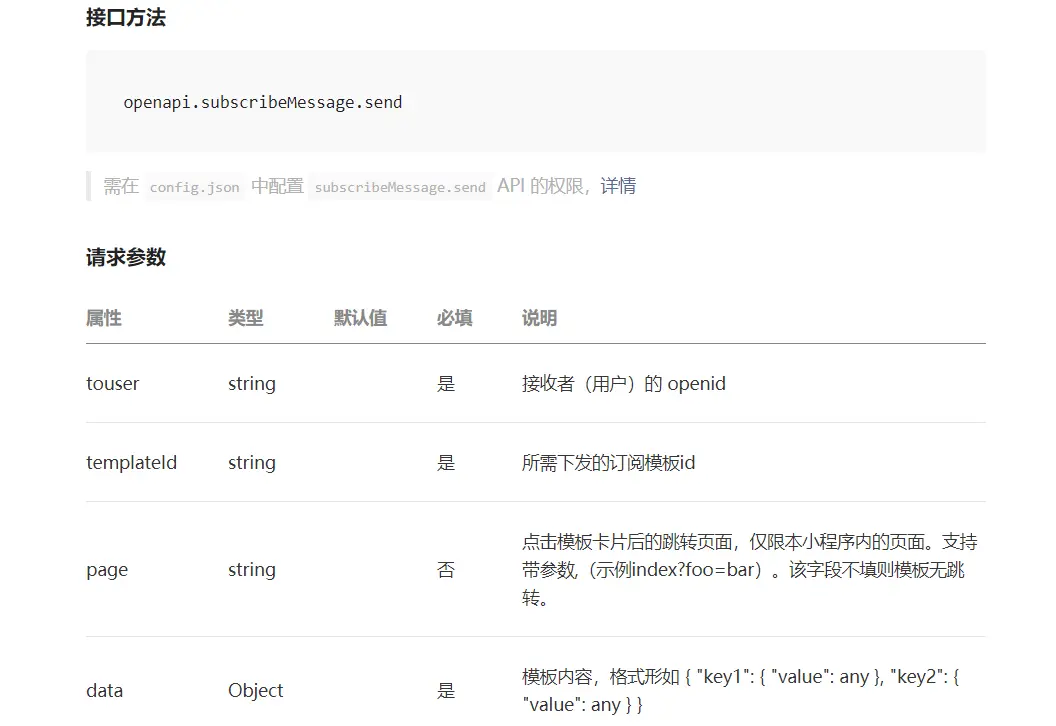 接口方法
openapi.subscribeMessage.send
需在 config.json 中配置 subscribeMessage.send API 的权限，详情
请求参数
属性 类型 默认值 必填 说明
touser string 是 接收者（用户）的 openid
templateId string 是 所需下发的订阅模板id
点击模板卡片后的跳转页面，仅限本小程序内的页面。支持
page string 否 带参数,（示例index?foo=bar）。该字段不填则模板无跳
转。
模板内容，格式形如 { "key1": { "value": any }, "key2": {
data Object 是
"value": any } }